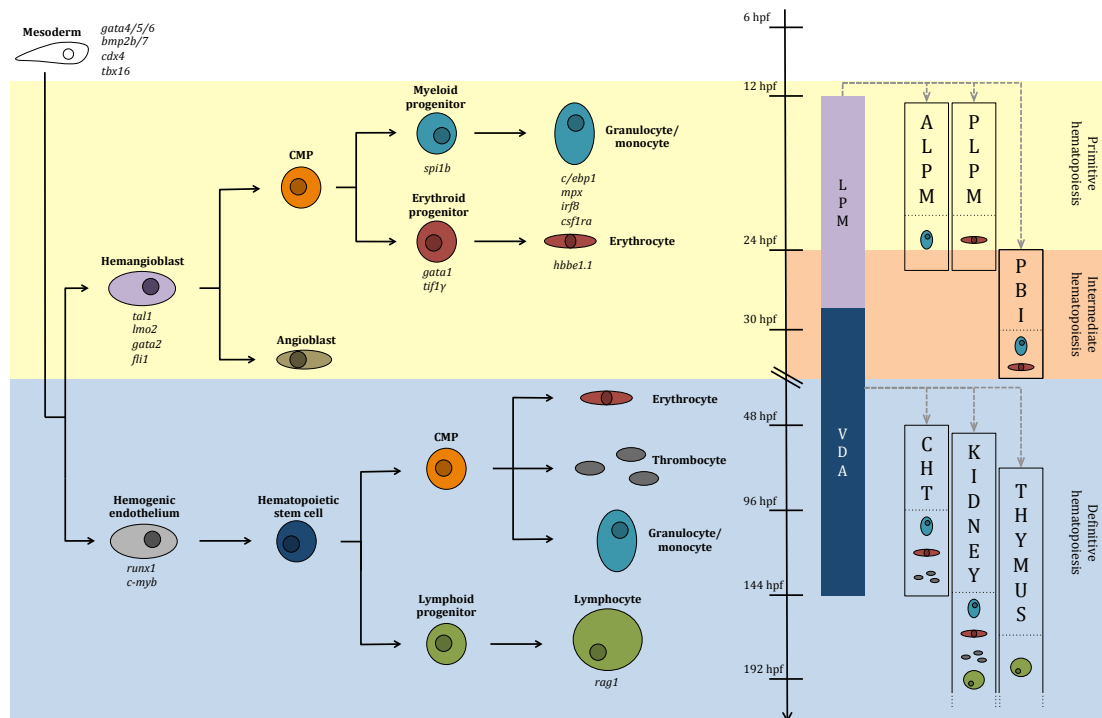 Mesoderm
gata4/5/6
bmp2b/7
cdx4
tbx16
Hemangioblast
tal1
lmo2
gata2
fli1
CMP
Myeloid
progenitor
spi1b
Granulocyte/
monocyte
c/ebp1
mpx
irf8
csf1ra
Erythroid
progenitor
gata1
tif1γ
Erythrocyte
hbbe1.1
Angioblast
Hemogenic
endothelium
runx1
c-myb
Hematopoietic
stem cell
CMP
Erythrocyte
Thrombocyte
Granulocyte/
monocyte
Lymphoid
progenitor
Lymphocyte
rag1
6 hpf
12 hpf
24 hpf
30 hpf
48 hpf
96 hpf
144 hpf
192 hpf
LPM
VDA
ALPM
PLPM
PBI
CHT
KIDNEY
THYMUS
Primitive
hematopoiesis
Intermediate
hematopoiesis
Definitive
hematopoiesis